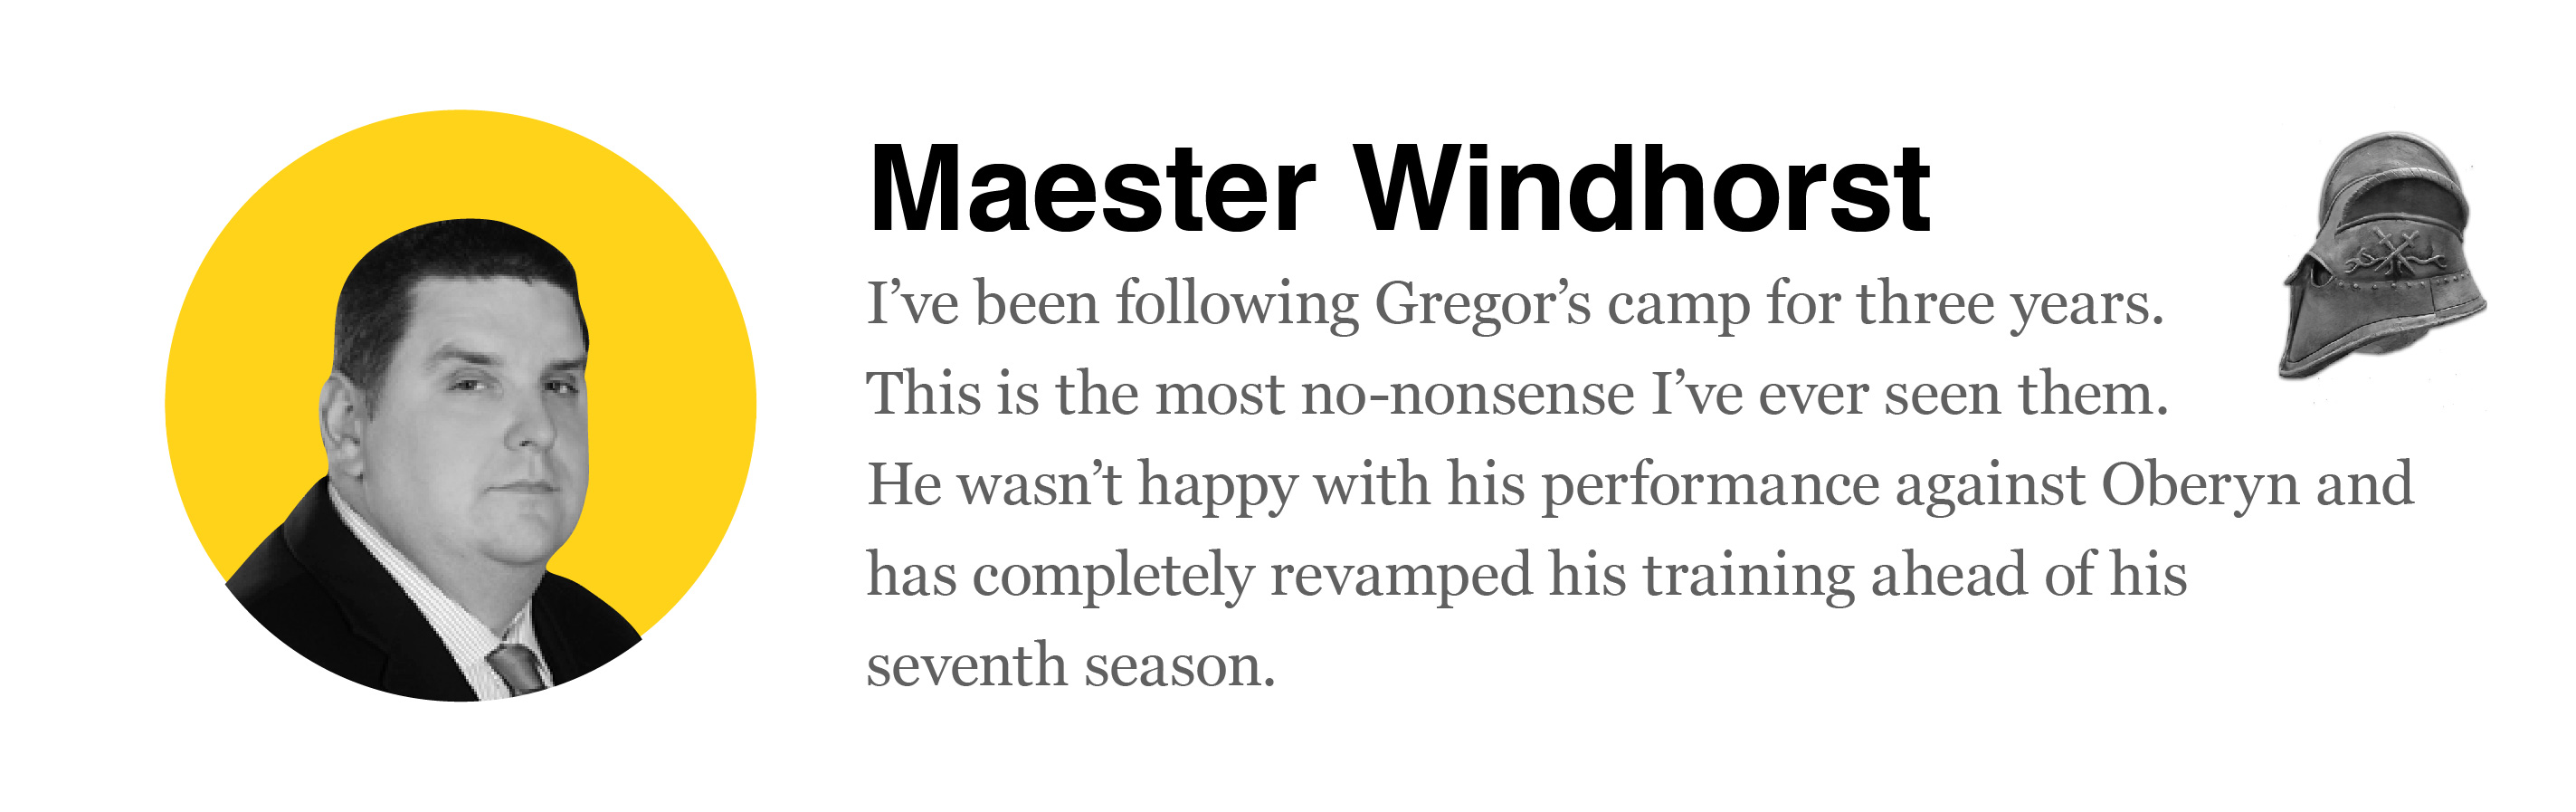 Maester Windhorst
I’ve been following Gregor’s camp for three years.
This is the most no-nonsense I’ve ever seen them.
He wasn’t happy with his performance against Oberyn and
has completely revamped his training ahead of his
seventh season.